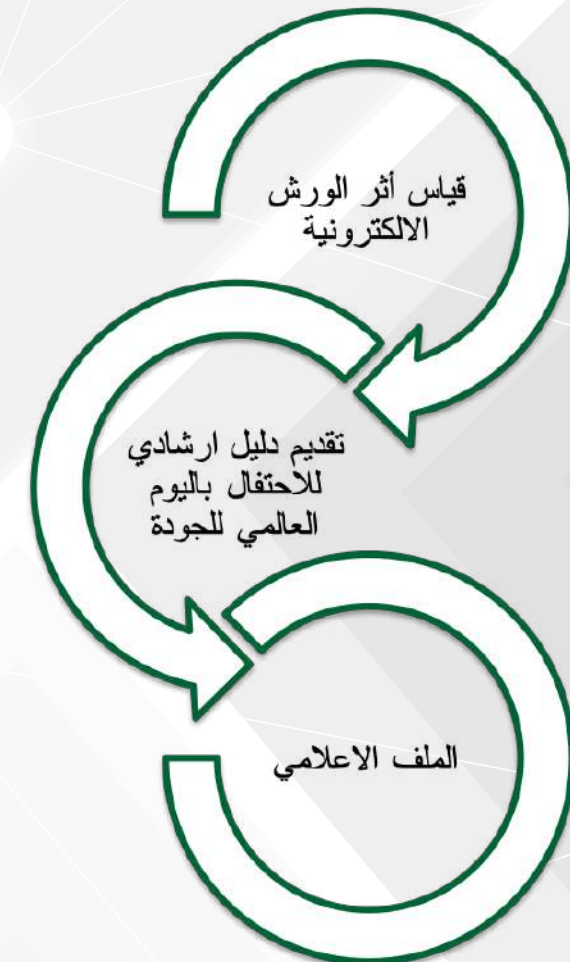 قياس أثر الورش
الالكترونية
تقديم دليل ارشادي
للاحتفال باليوم
العالمي للجودة
الملف الاعلامي